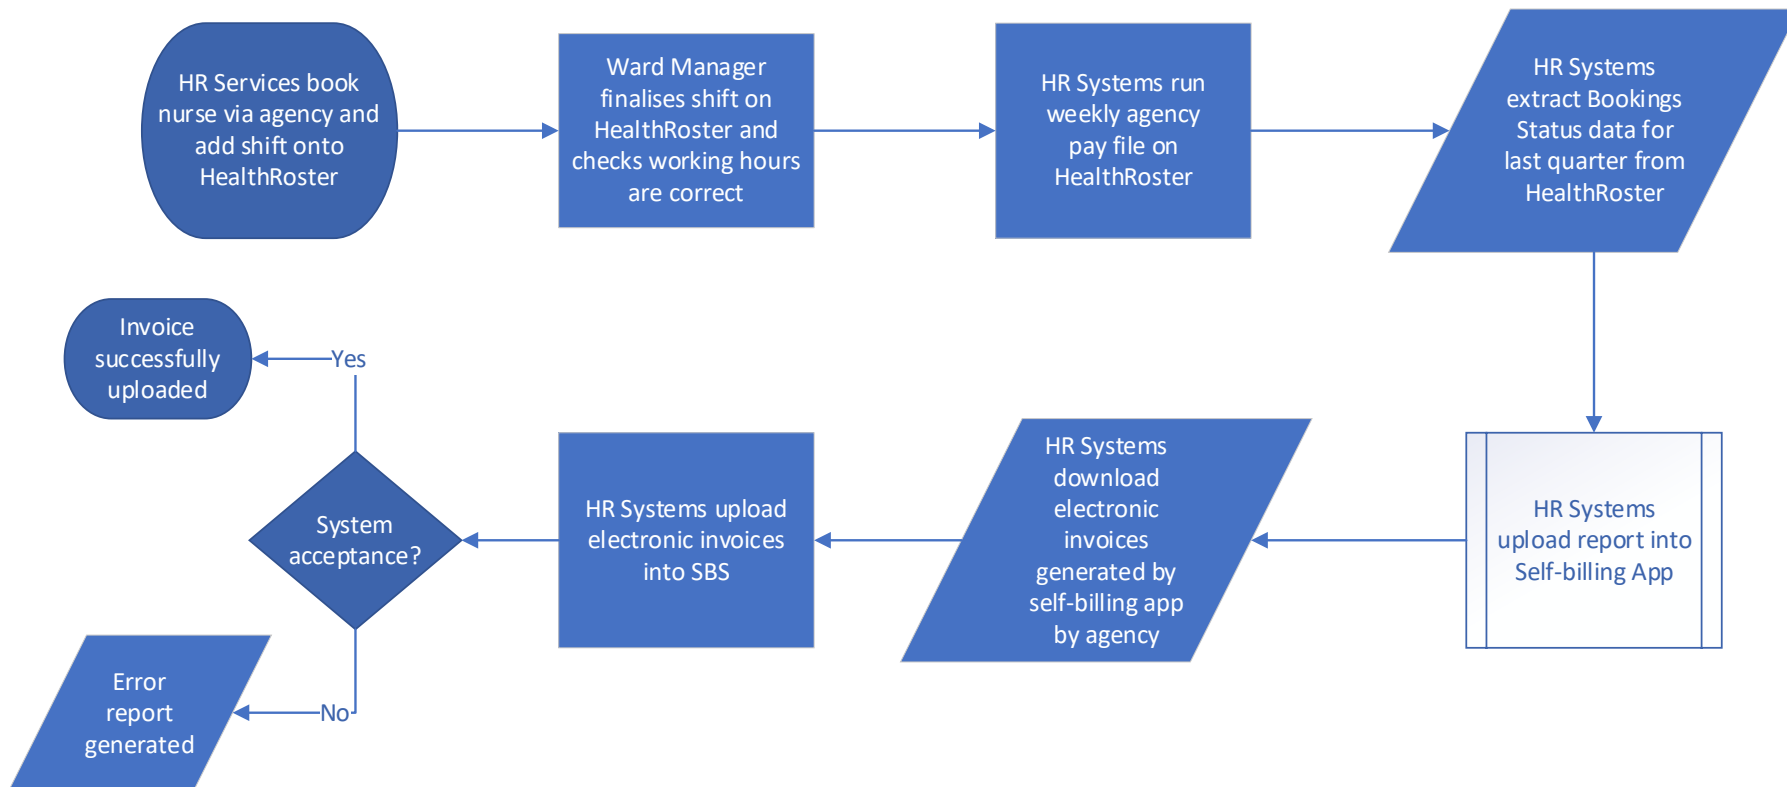 HR Services book
nurse via agency and
add shift onto
HealthRoster
Ward Manager
finalises shift on
HealthRoster and
checks working hours
are correct
HR Systems run
weekly agency
pay file on
HealthRoster
HR Systems
extract Bookings
Status data for
last quarter from
HealthRoster
HR Systems
upload report into
Self-billing App
HR Systems
download
electronic
invoices
generated by
self-billing app
by agency
HR Systems upload
electronic invoices
into SBS
System
acceptance?
Yes
Invoice
successfully
uploaded
No
Error
report
generated